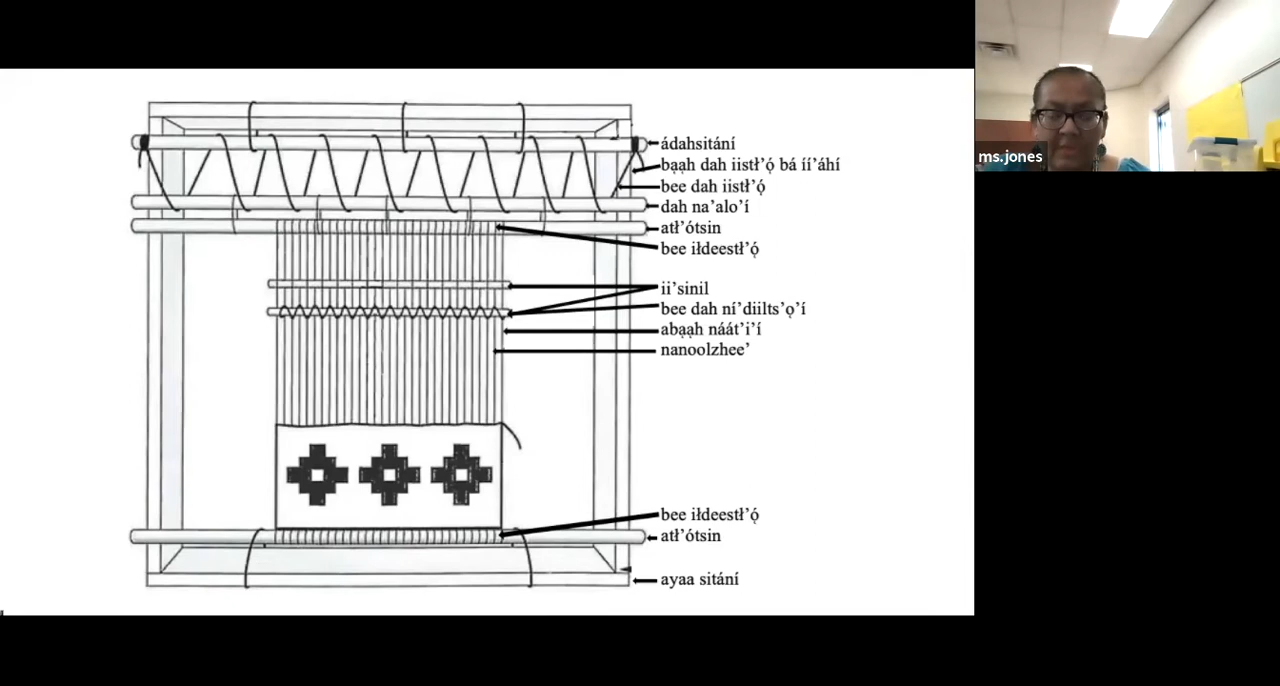 ádahsitání
bąąh dah iistł’ǫ́ bá íí’áhí
bee dah iistł’ǫ́
dah na’alo’í
atł’ótsin
bee iłdeestł’ǫ́
ii’sinil
bee dah ní’diilts’ǫ’í
abąąh náát’i’í
nanoolzhee’
bee iłdeestł’ǫ́
atł’ótsin
ayaa sitání
ms.jones